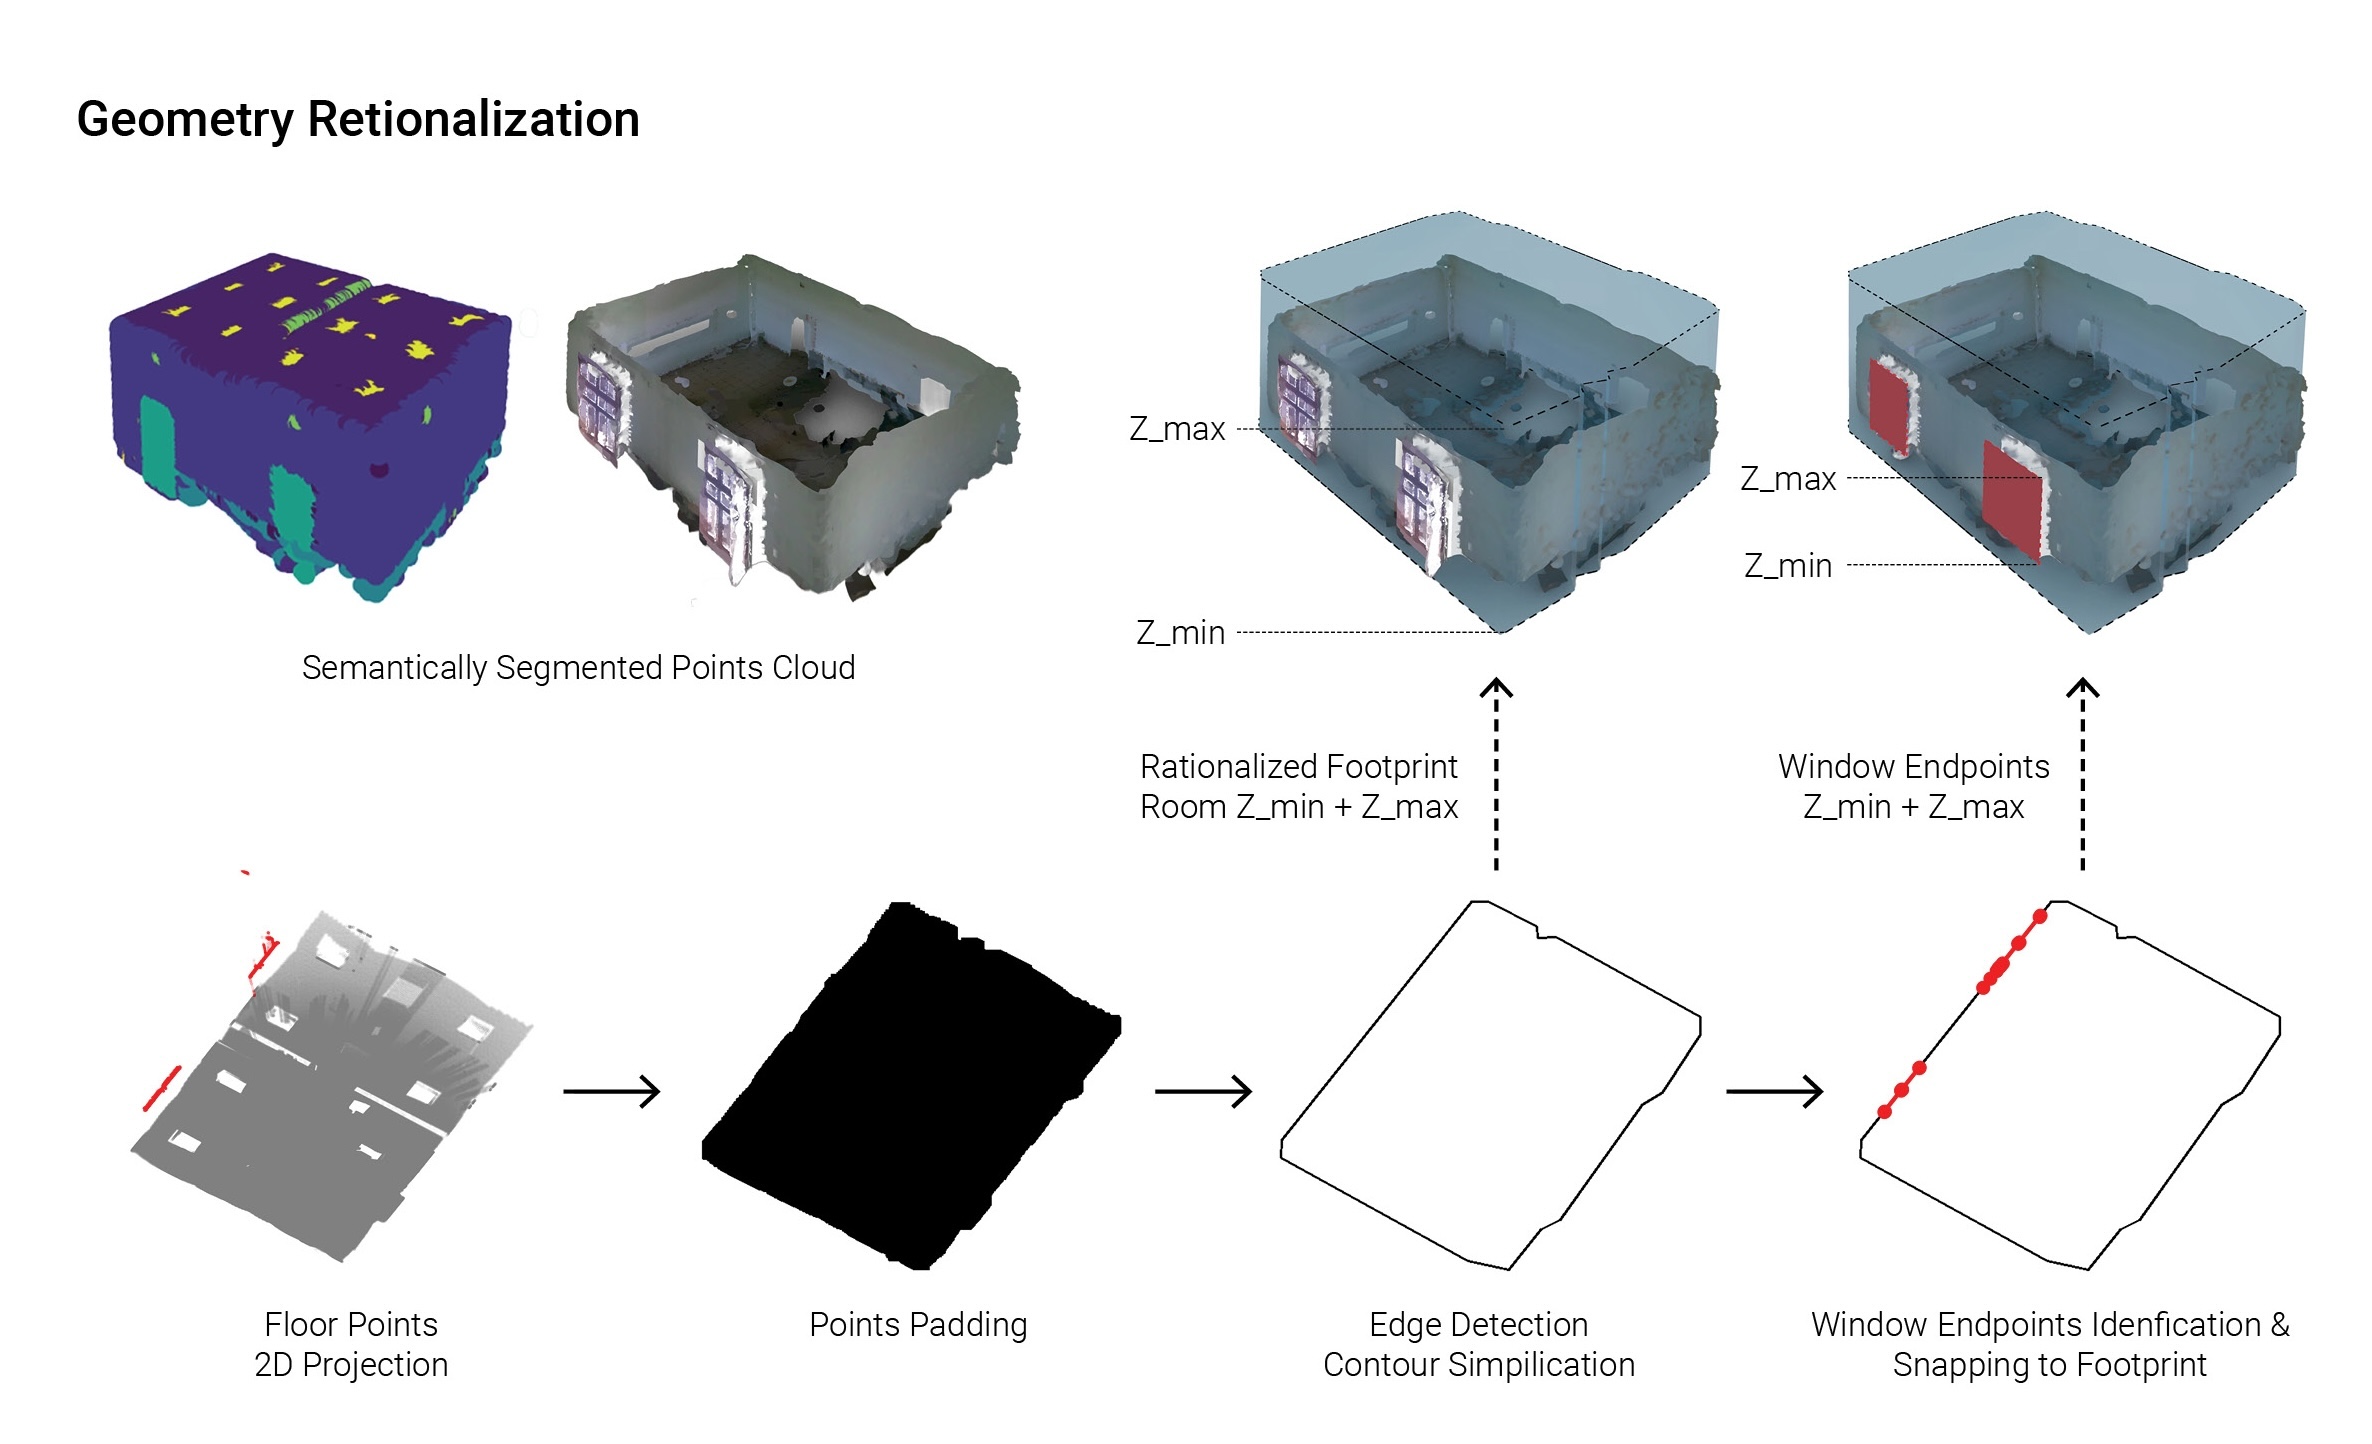 Geometry Retionalization
Semantically Segmented Points Cloud
Z_max
Z_min
Z_max
Z_min
Rationalized Footprint
Room Z_min + Z_max
Window Endpoints
Z_min + Z_max
Floor Points
2D Projection
Points Padding
Edge Detection
Contour Simpilication
Window Endpoints Idenfication &
Snapping to Footprint